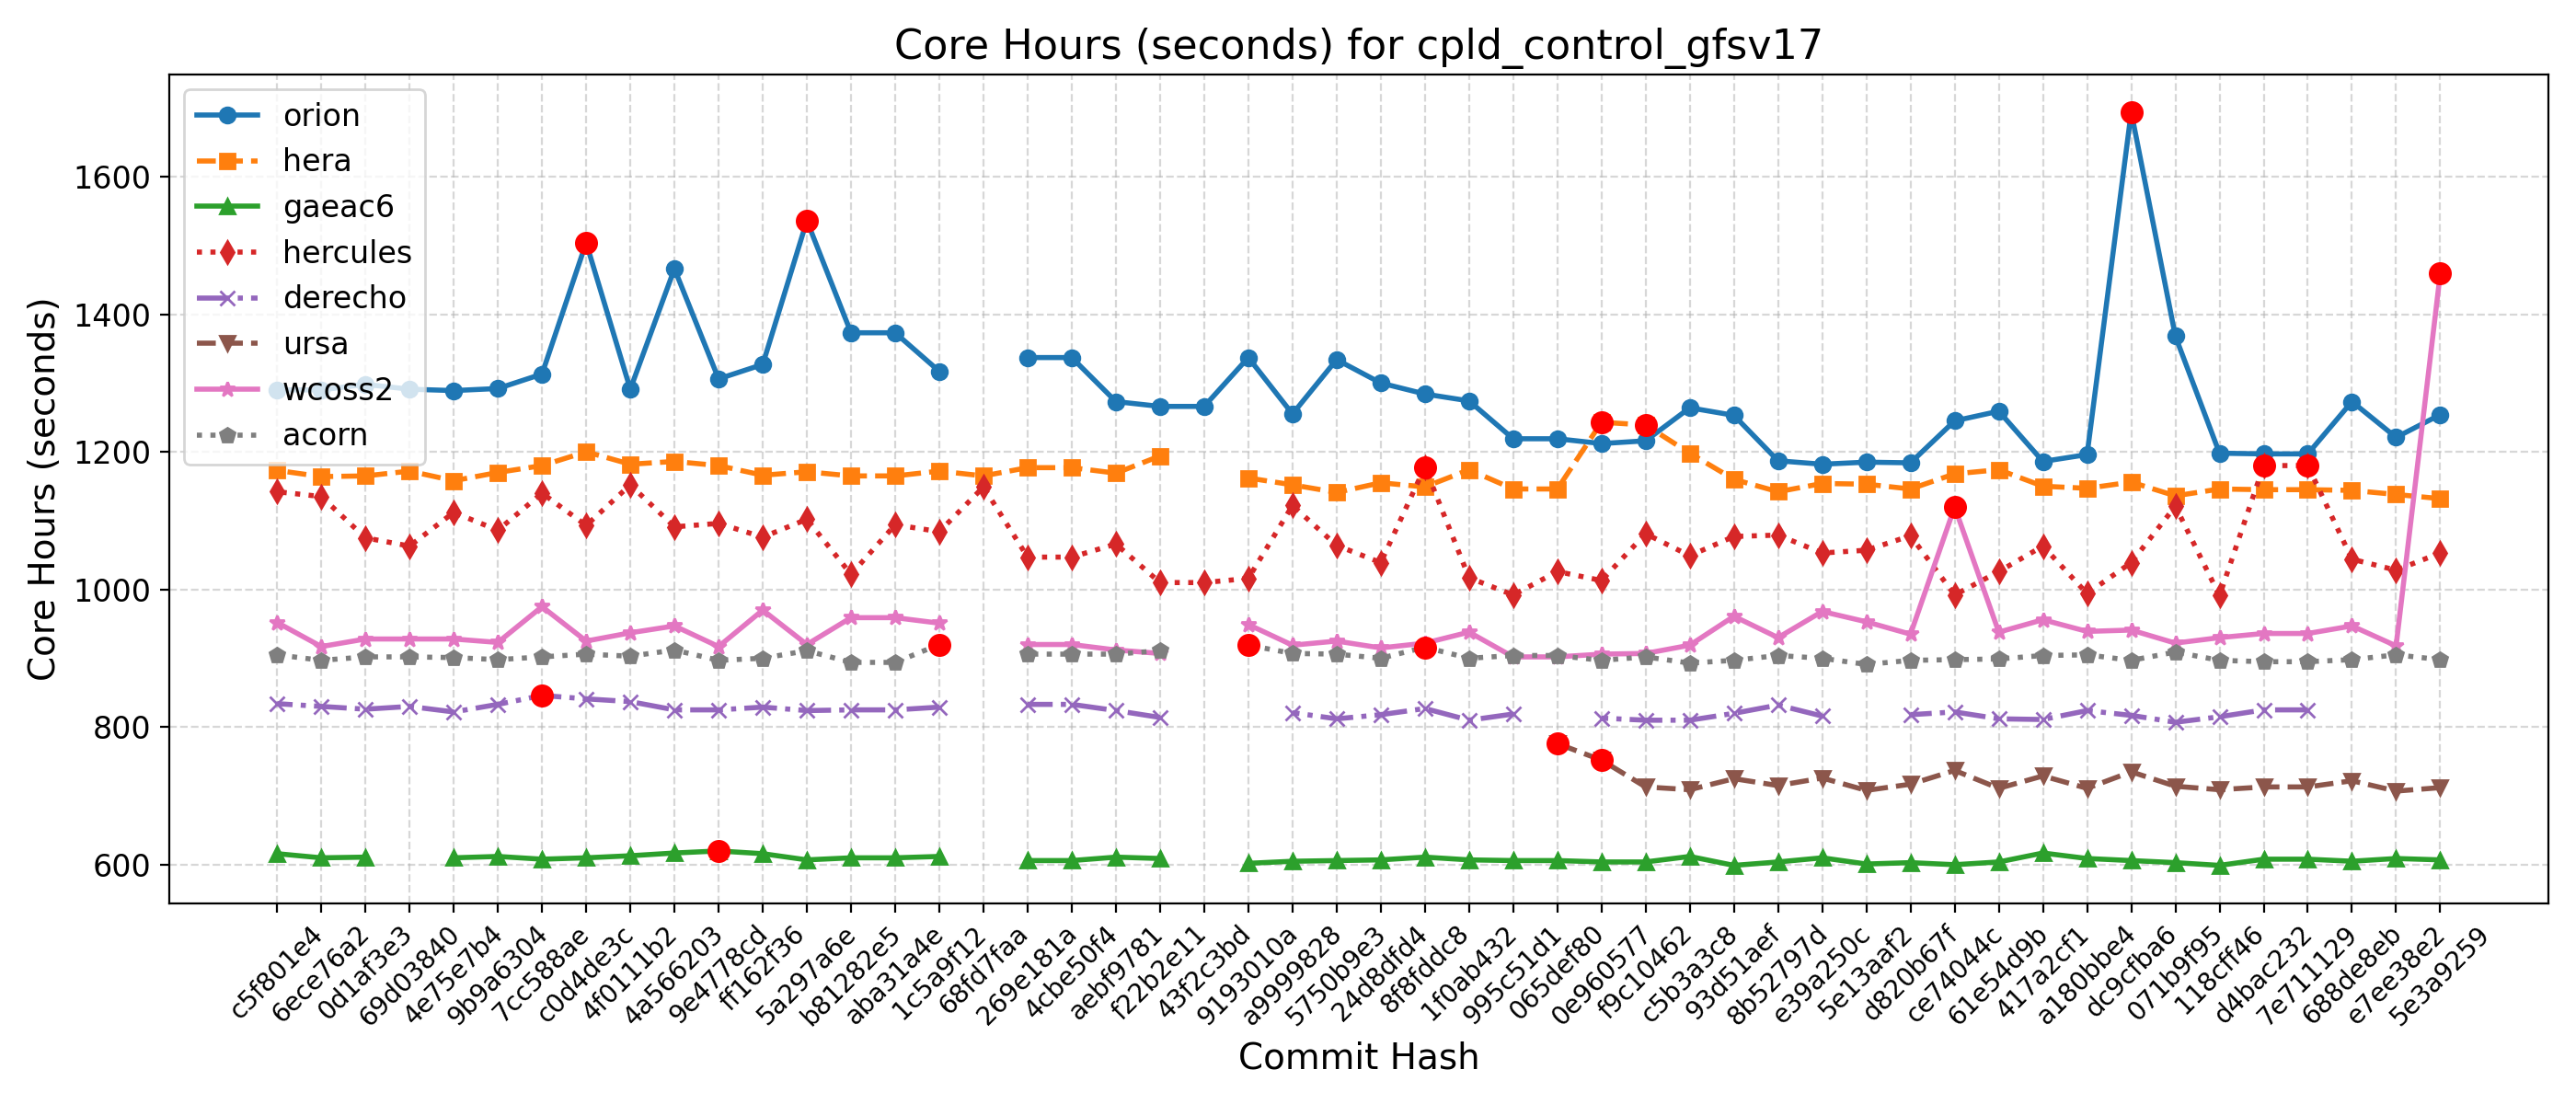 Core Hours (seconds) for cpld_control_gfsv17
orion
hera
gaeac6
hercules
derecho
ursa
wcoss2
acorn
Core Hours (seconds)
1600
1400
1200
1000
800
600
c5f801e4
6ece76a2
0d1af3e3
69d03840
4e75e7b4
9b9a6304
7cc588ae
c0d4de3c
4f0111b2
4a566203
9e4778cd
ff162f36
5a297a6e
b81282e5
aba31a4e
1c5a9f12
68fd7faa
269e181a
4cbe50f4
aebf9781
f22b2e11
43f2c3bd
9193010a
a9999828
5750b9e3
24d8dfd4
8f8fddc8
1f0ab432
995c51d1
065def80
0e960577
f9c10462
c5b3a3c8
93d51aef
8b52797d
e39a250c
5e13aaf2
d820b67f
ce74044c
61e54d9b
417a2cf1
a180bbe4
dc9cfba6
071b9f95
118cff46
d4bac232
7e711129
688de8eb
e7ee38e2
5e3a9259
Commit Hash